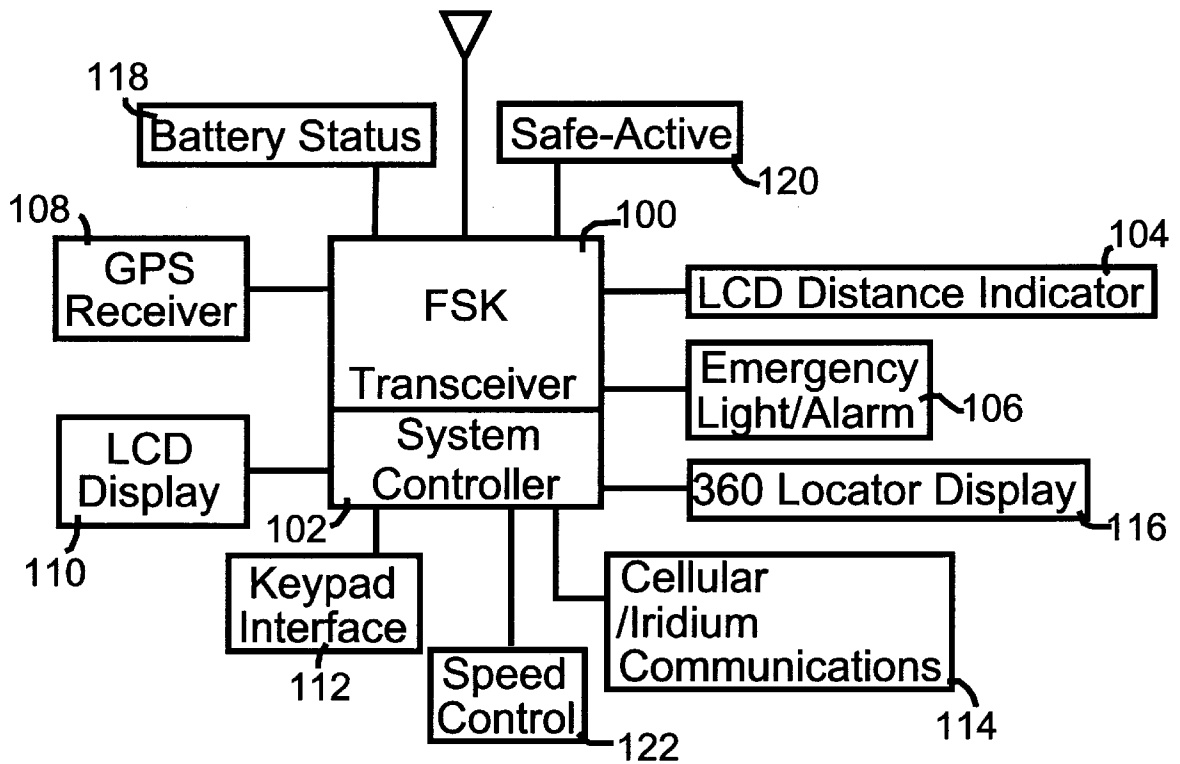 118
Battery Status
Safe-Active
120
108
100
104
GPS
Receiver
FSK
Transceiver
LCD Distance Indicator
Emergency
Light/Alarm
106
LCD
Display
110
System
Controller
102
360 Locator Display
116
Keypad
Interface
112
Speed
Control
122
Cellular
/Iridium
Communications
114